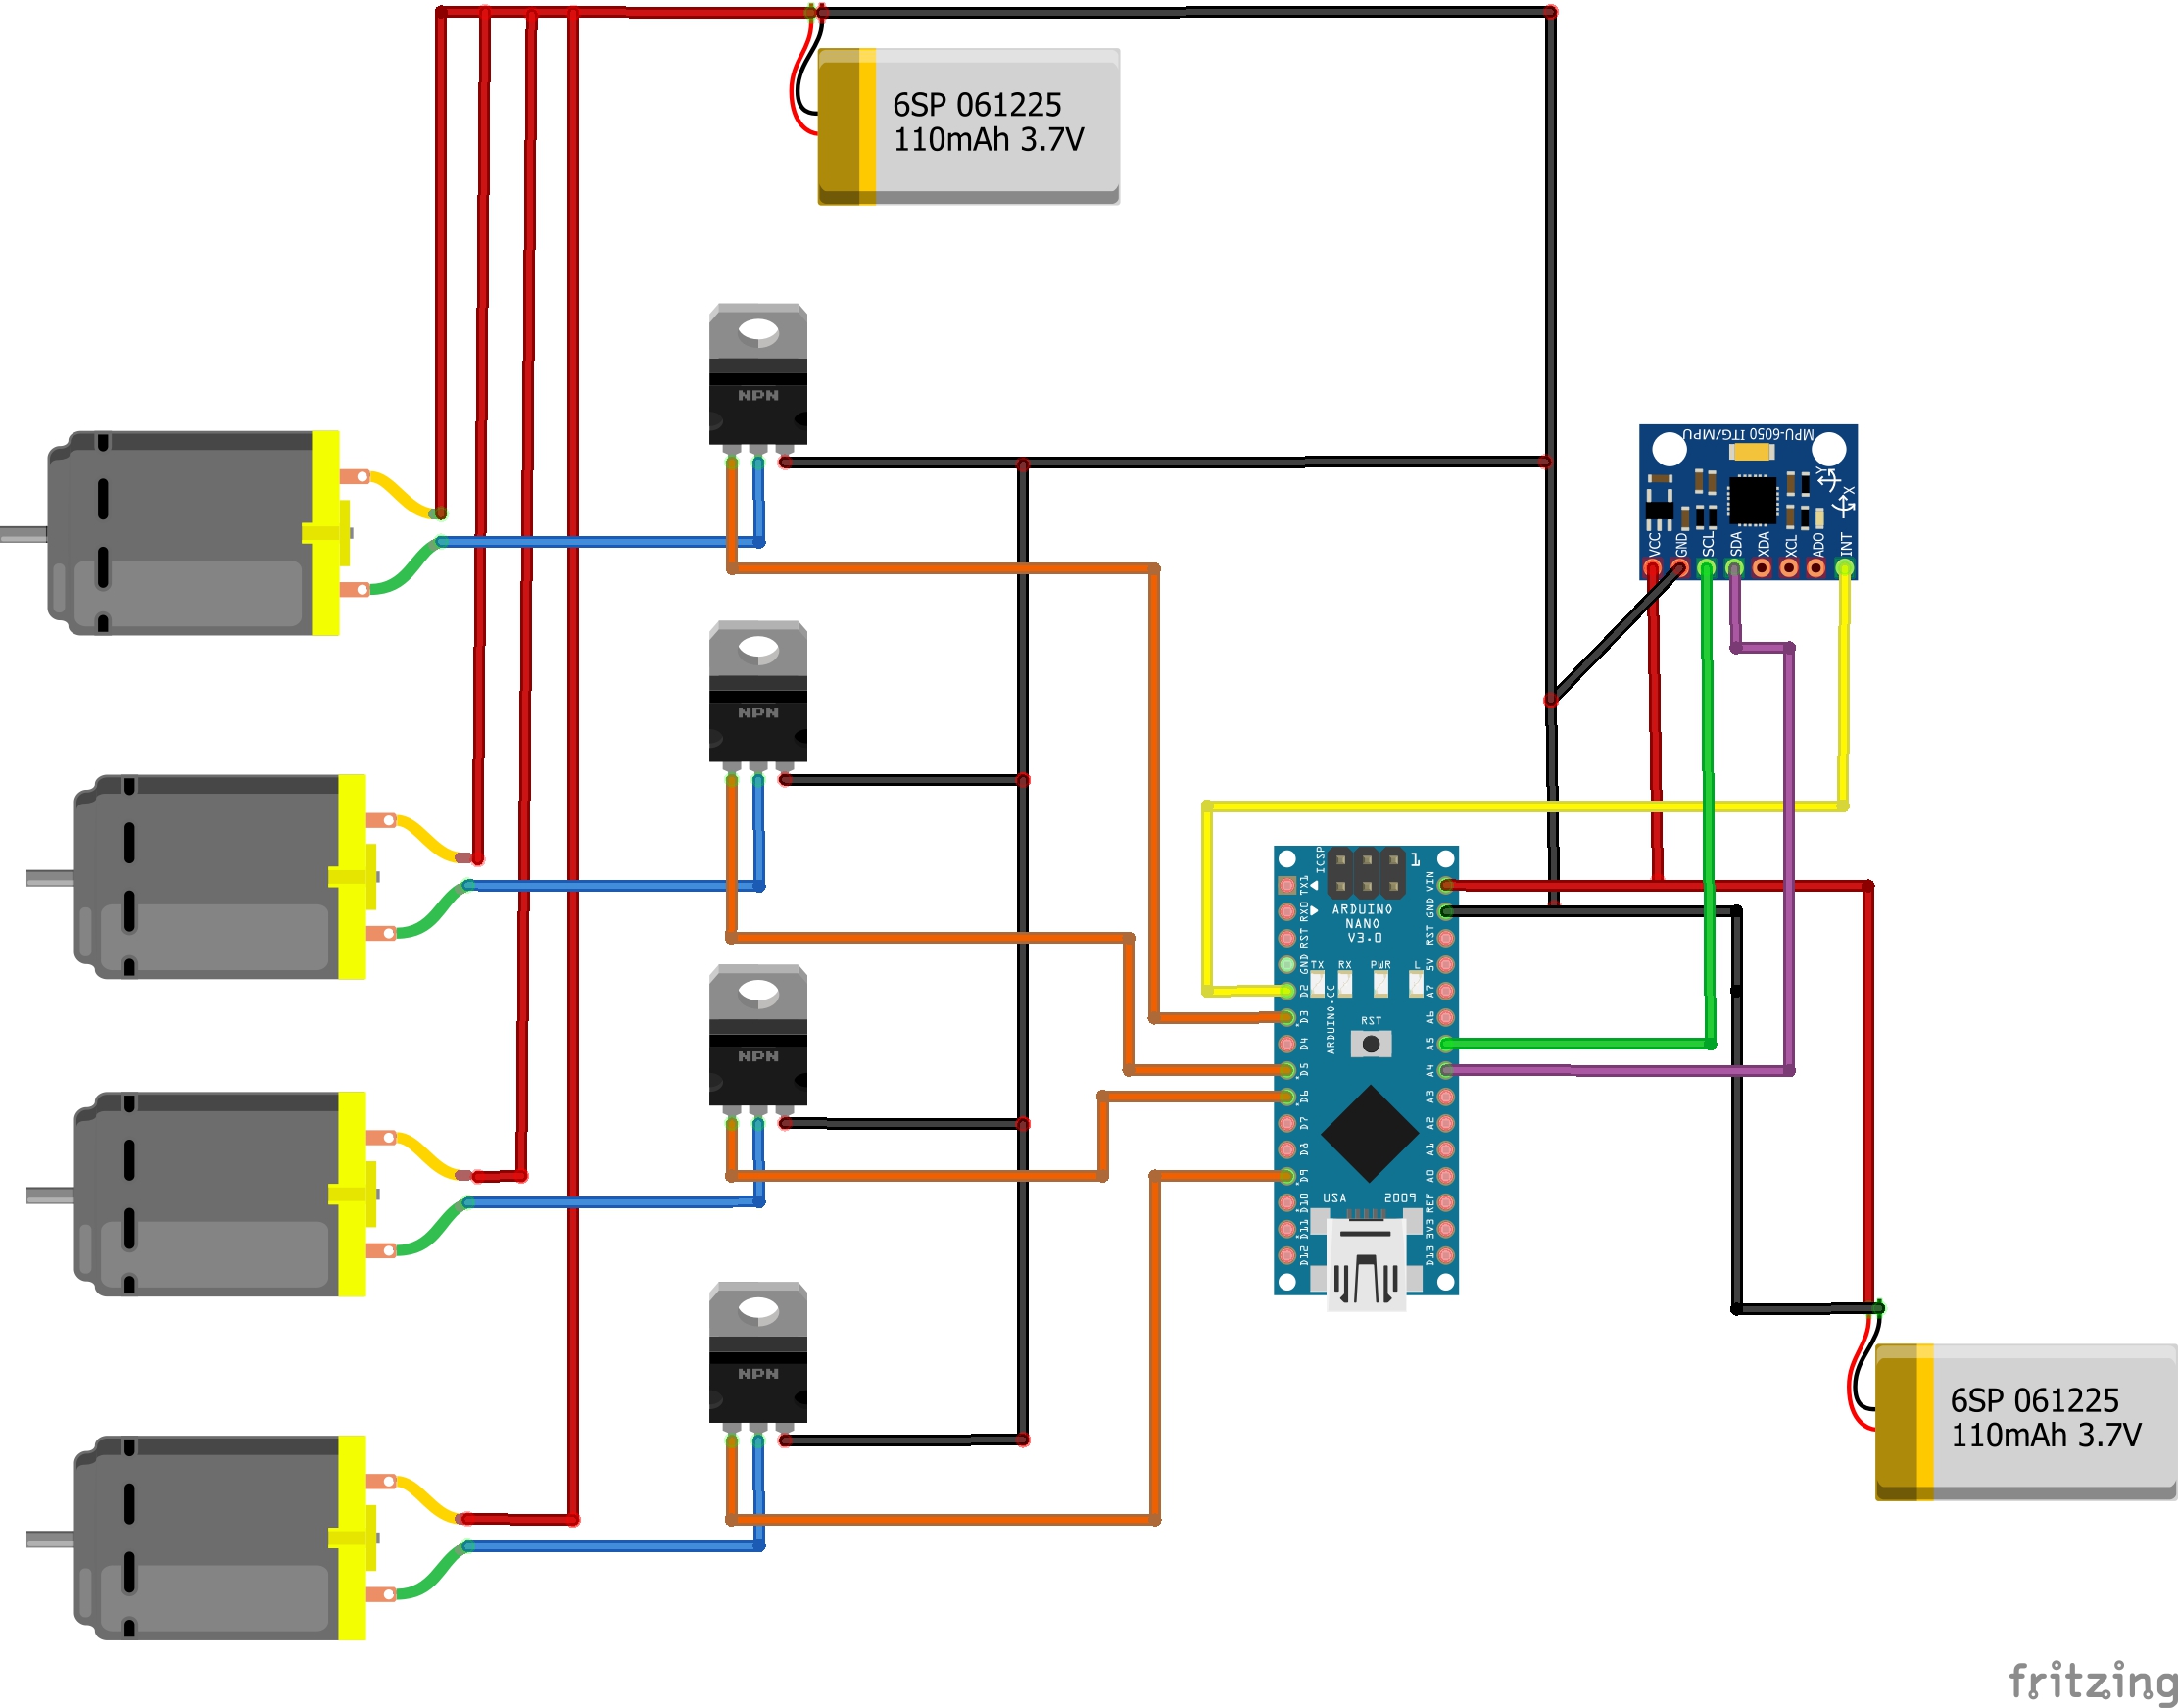 6SP 061225
110mAh 3.7V
NPN
MPU-6050 ITG/MPU
Y
X
VCC
GND
SCL
SDA
XDA
XCL
ADO
INT
NPN
ICSP
1
ARDUINO
NANO
V3.0
TX1
RX0
RST
GND
D2
D3
D4
D5
D6
D7
D8
D9
D10
D11
D12
VIN
GND
RST
5V
A7
A6
A5
A4
A3
A2
A1
A0
REF
3V3
D13
TX
RX
PWR
L
ARDUINO.CC
RST
USA
2009
NPN
NPN
6SP 061225
110mAh 3.7V
fritzing